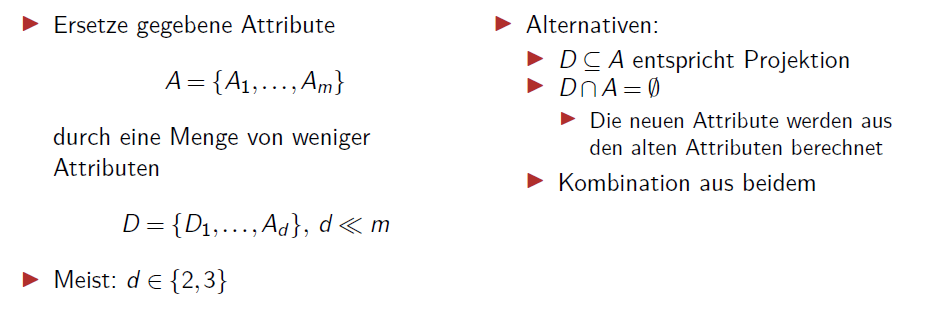 Ersetze gegebene Attribute
A = {A₁,...,Aₘ}
durch eine Menge von weniger
Attributen
D = {D₁,...,A_d}, d ≪ m
Meist: d ∈ {2,3}
Alternativen:
D ⊆ A entspricht Projektion
D ∩ A = ∅
Die neuen Attribute werden aus
den alten Attributen berechnet
Kombination aus beidem